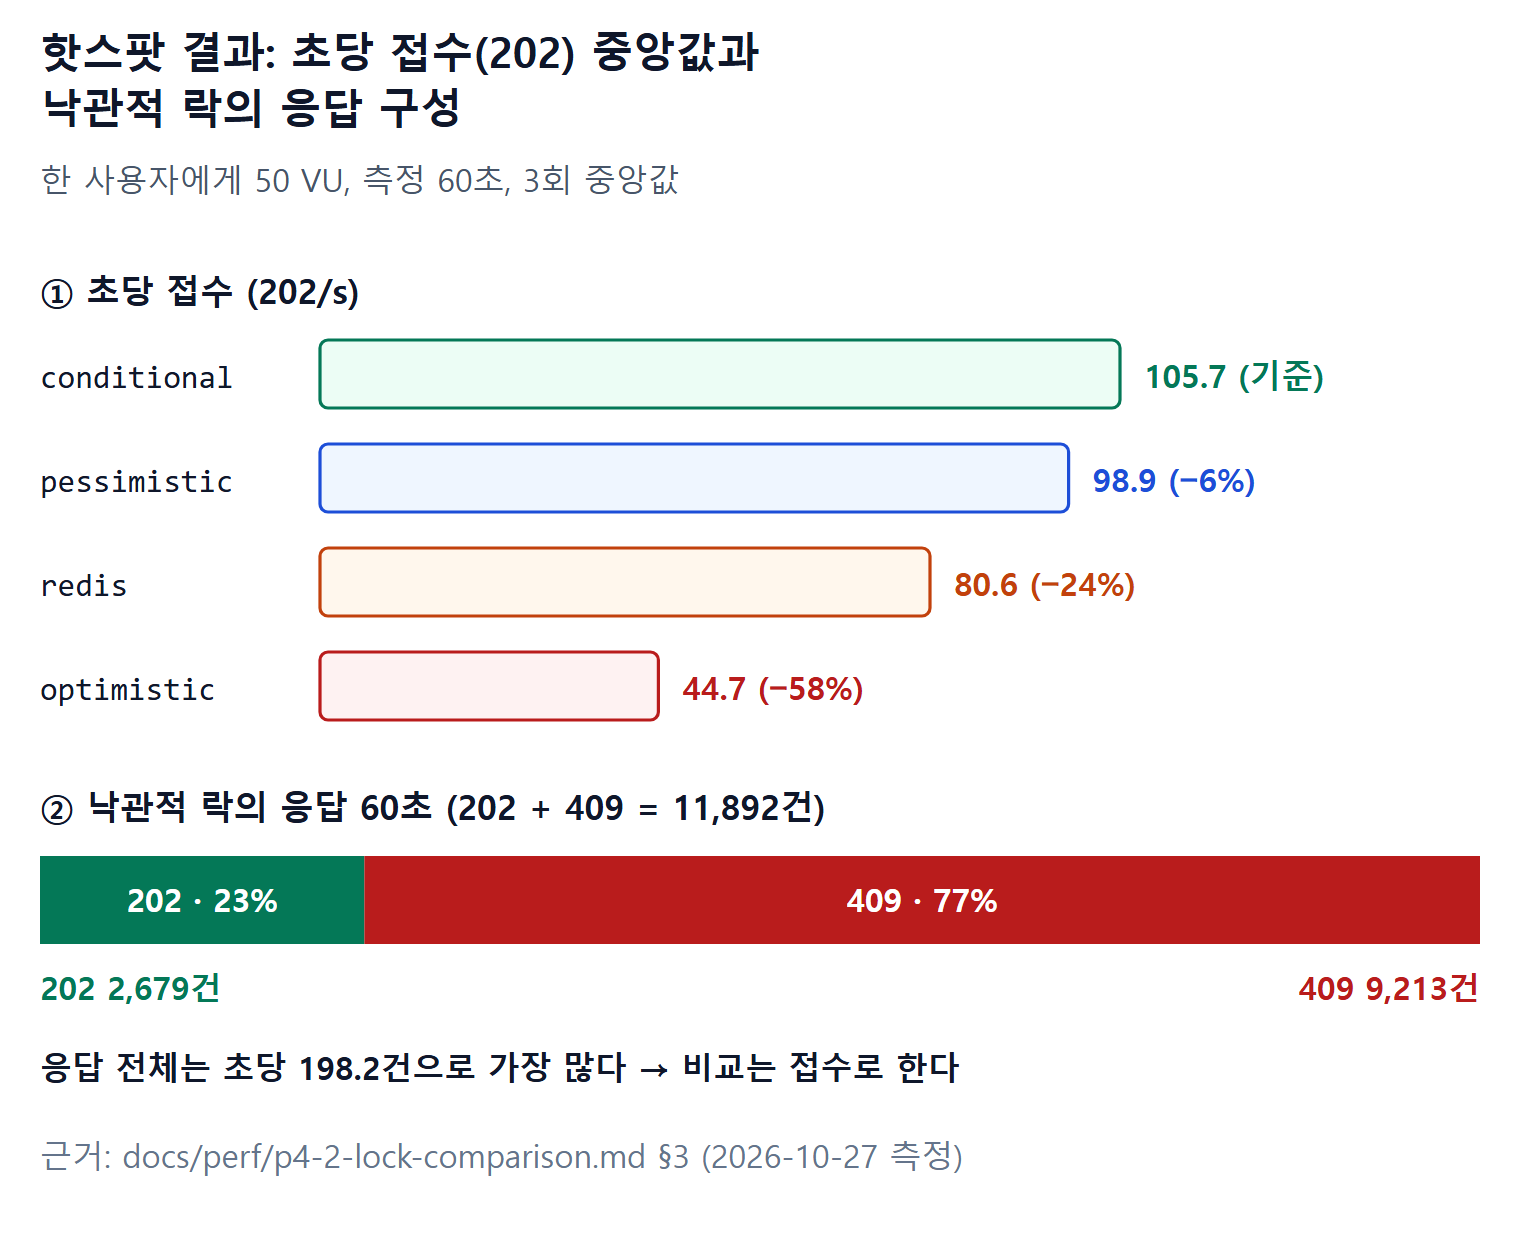 핫스팟 결과: 초당 접수(202) 중앙값과
낙관적 락의 응답 구성
한 사용자에게 50 VU, 측정 60초, 3회 중앙값
① 초당 접수 (202/s)
conditional 105.7 (기준)
pessimistic 98.9 (−6%)
redis 80.6 (−24%)
optimistic 44.7 (−58%)
② 낙관적 락의 응답 60초 (202 + 409 = 11,892건)
202 · 23% 409 · 77%
202 2,679건 409 9,213건
응답 전체는 초당 198.2건으로 가장 많다 → 비교는 접수로 한다
근거: docs/perf/p4-2-lock-comparison.md §3 (2026-10-27 측정)